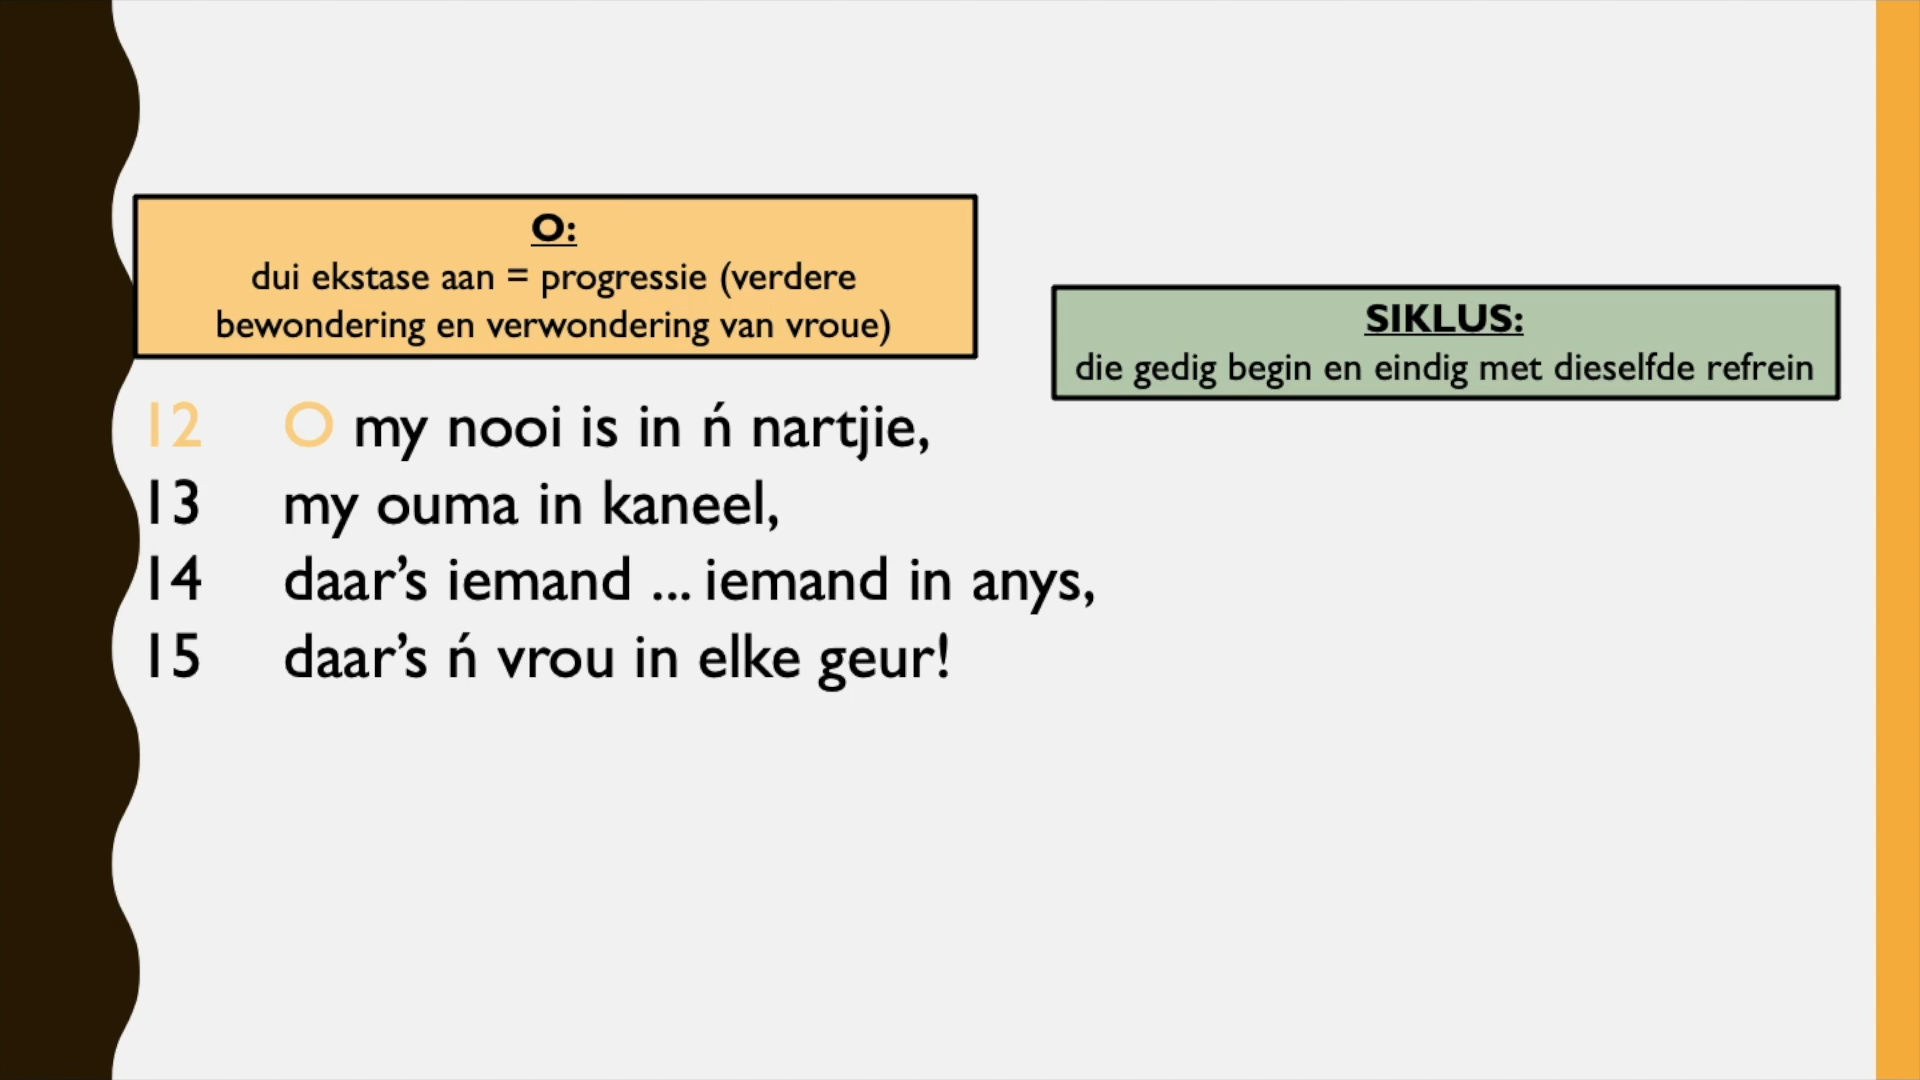 O:
dui ekstase aan = progressie (verdere
bewondering en verwondering van vroue)
SIKLUS:
die gedig begin en eindig met dieselfde refrein
12 O my nooi is in ń nartjie,
13 my ouma in kaneel,
14 daar’s iemand ... iemand in anys,
15 daar’s ń vrou in elke geur!